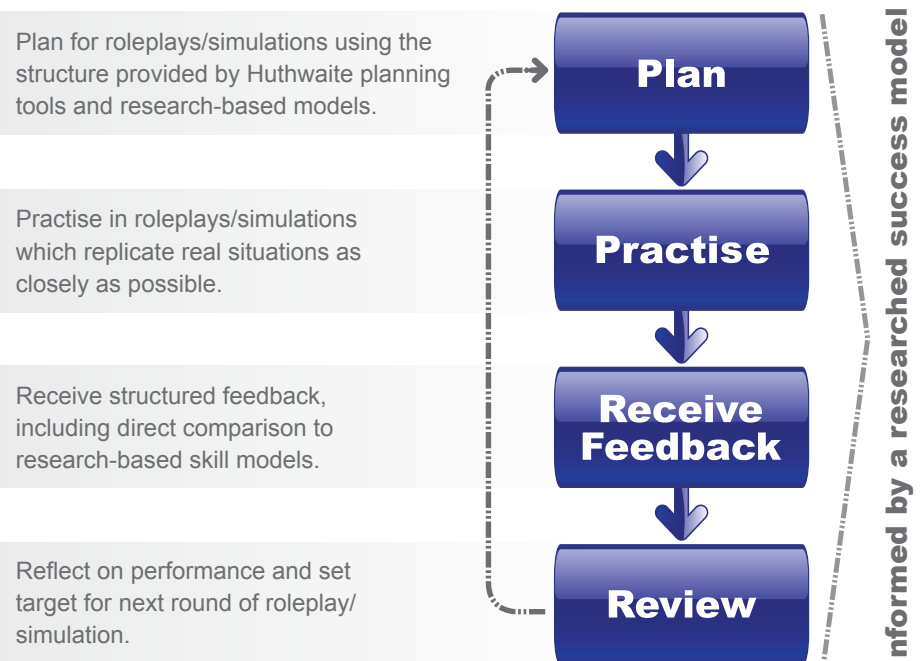 Plan for roleplays/simulations using the
structure provided by Huthwaite planning
tools and research-based models.
Plan
Practise in roleplays/simulations
which replicate real situations as
closely as possible.
Practise
Receive structured feedback,
including direct comparison to
research-based skill models.
Receive
Feedback
Reflect on performance and set
target for next round of roleplay/
simulation.
Review
nformed by a researched success model